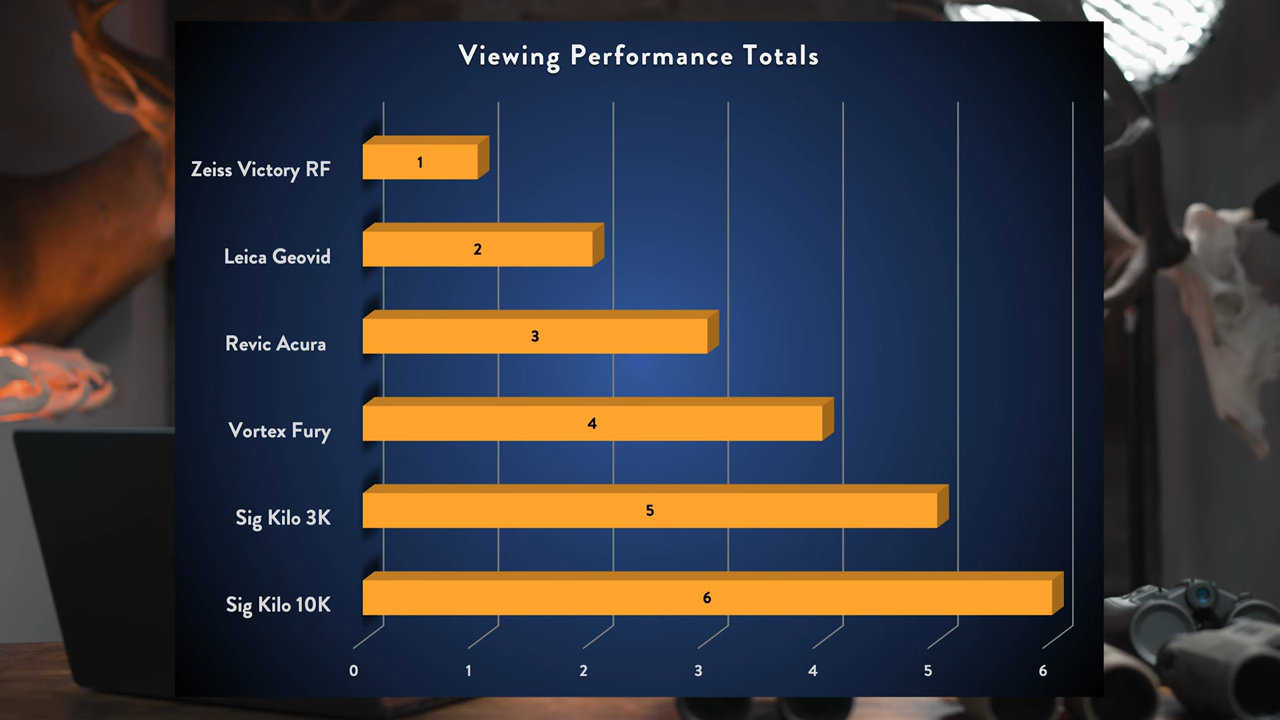 Viewing Performance Totals
Zeiss Victory RF
1
Leica Geovid
2
Revic Acura
3
Vortex Fury
4
Sig Kilo 3K
5
Sig Kilo 10K
6
0 1 2 3 4 5 6